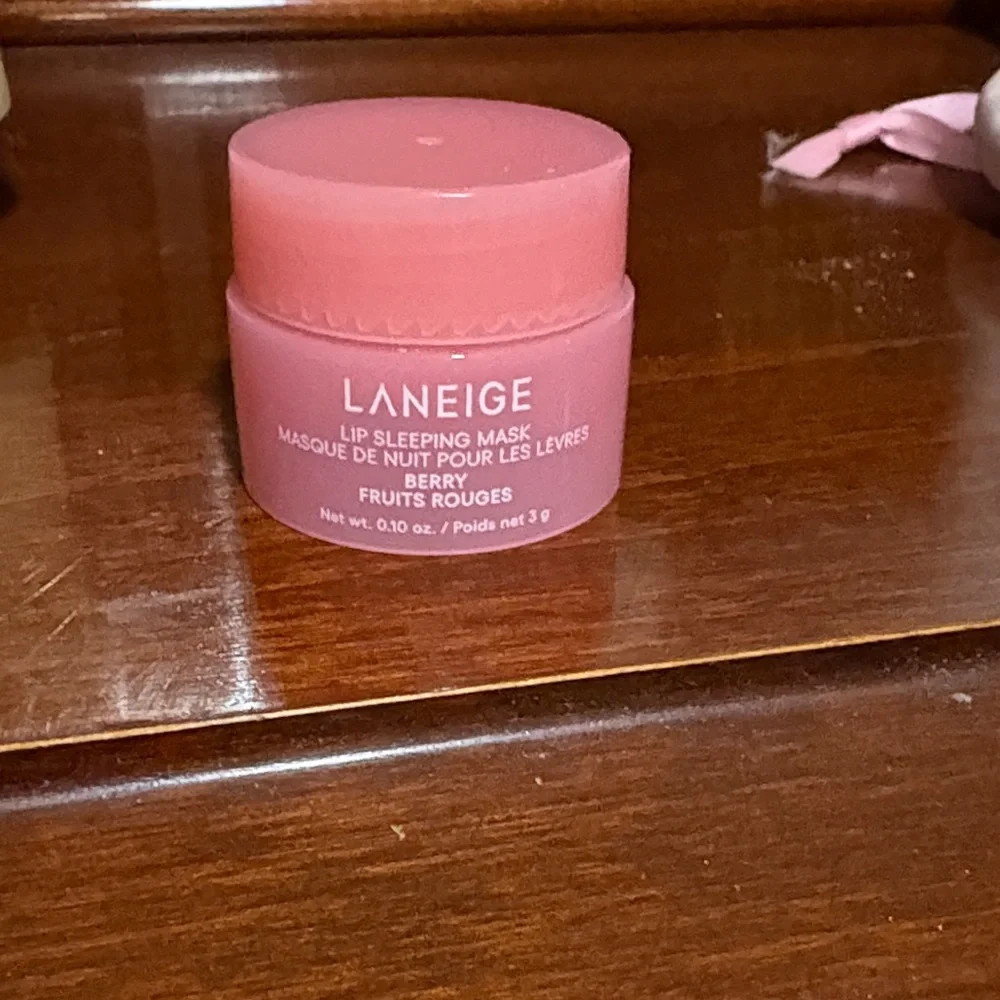 LANEIGE
LIP SLEEPING MASK
MASQUE DE NUIT POUR LES LÈVRES
BERRY
FRUITS ROUGES
Net wt. 0.10 oz. / Poids net 3 g